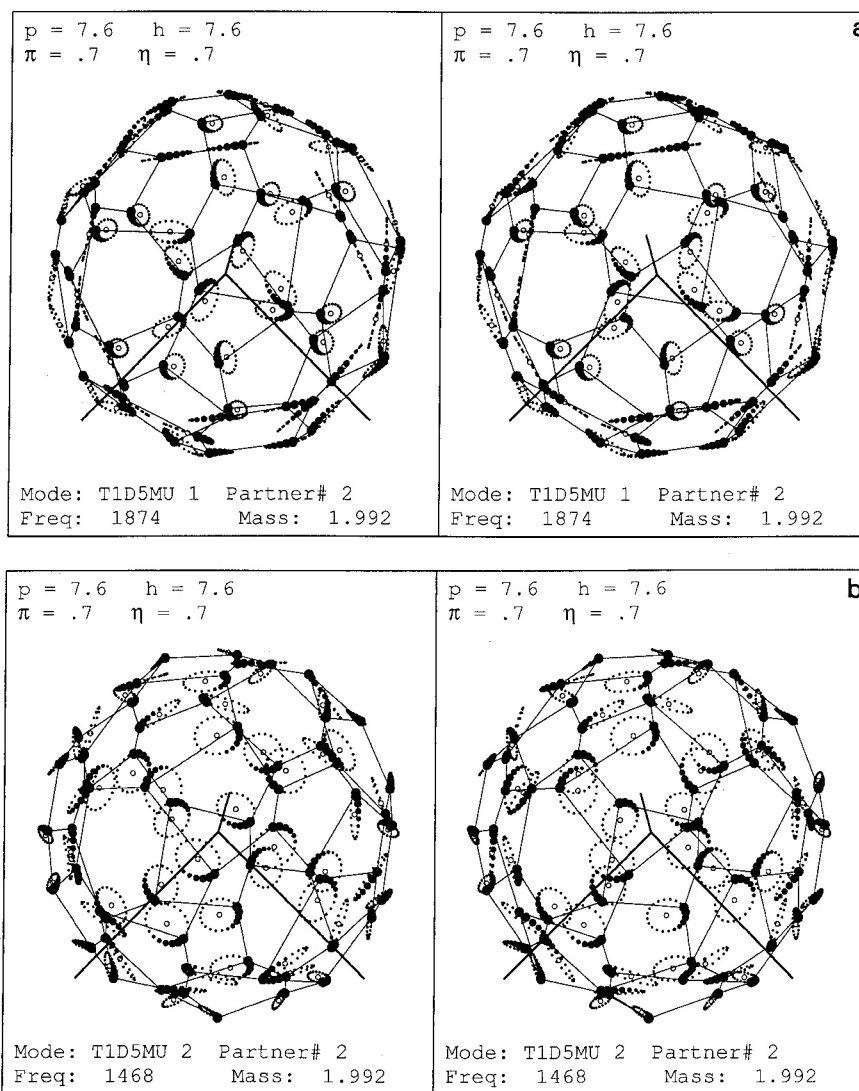 p = 7.6 h = 7.6
π = .7 η = .7
Mode: T1D5MU 1 Partner# 2
Freq: 1874 Mass: 1.992
p = 7.6 h = 7.6
a
π = .7 η = .7
Mode: T1D5MU 1 Partner# 2
Freq: 1874 Mass: 1.992
p = 7.6 h = 7.6
π = .7 η = .7
Mode: T1D5MU 2 Partner# 2
Freq: 1468 Mass: 1.992
p = 7.6 h = 7.6
b
π = .7 η = .7
Mode: T1D5MU 2 Partner# 2
Freq: 1468 Mass: 1.992